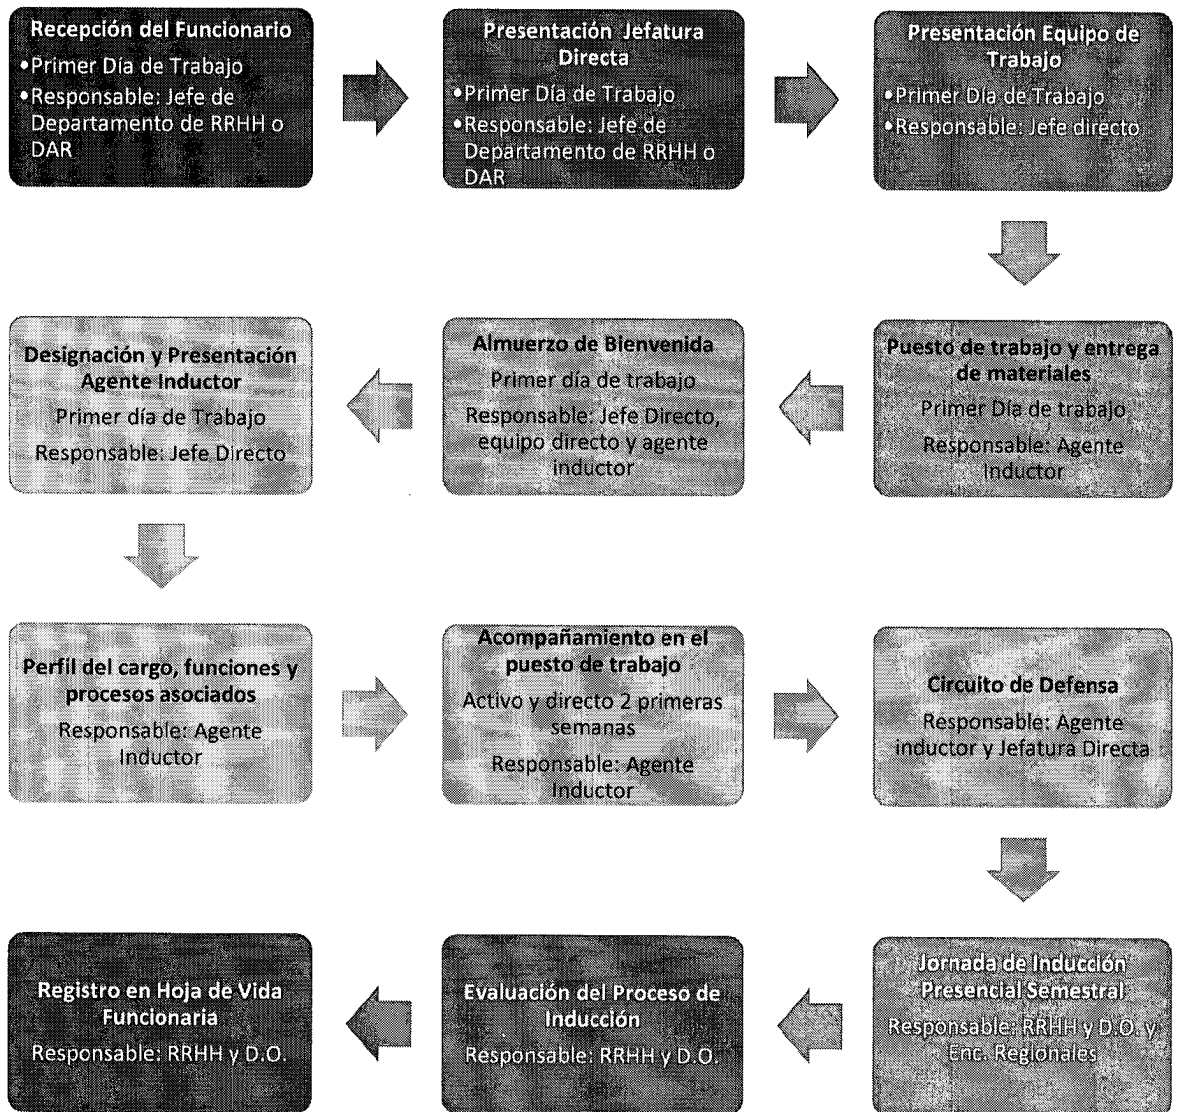 Recepción del Funcionario
•Primer Día de Trabajo
•Responsable: Jefe de
Departamento de RRHH o
DAR
Presentación Jefatura
Directa
•Primer Día de Trabajo
•Responsable: Jefe de
Departamento de RRHH o
DAR
Presentación Equipo de
Trabajo
•Primer Día de Trabajo
•Responsable: Jefe directo
Puesto de trabajo y entrega
de materiales
Primer Día de trabajo
Responsable: Agente
Inductor
Almuerzo de Bienvenida
Primer día de trabajo
Responsable: Jefe Directo,
equipo directo y agente
inductor
Designación y Presentación
Agente Inductor
Primer día de Trabajo
Responsable: Jefe Directo
Perfil del cargo, funciones y
procesos asociados
Responsable: Agente
Inductor
Acompañamiento en el
puesto de trabajo
Activo y directo 2 primeras
semanas
Responsable: Agente
Inductor
Circuito de Defensa
Responsable: Agente
inductor y Jefatura Directa
Jornada de Inducción
Presencial Semestral
Responsable: RRHH y D.O. y
Enc. Regionales
Evaluación del Proceso de
Inducción
Responsable: RRHH y D.O.
Registro en Hoja de Vida
Funcionaria
Responsable: RRHH y D.O.